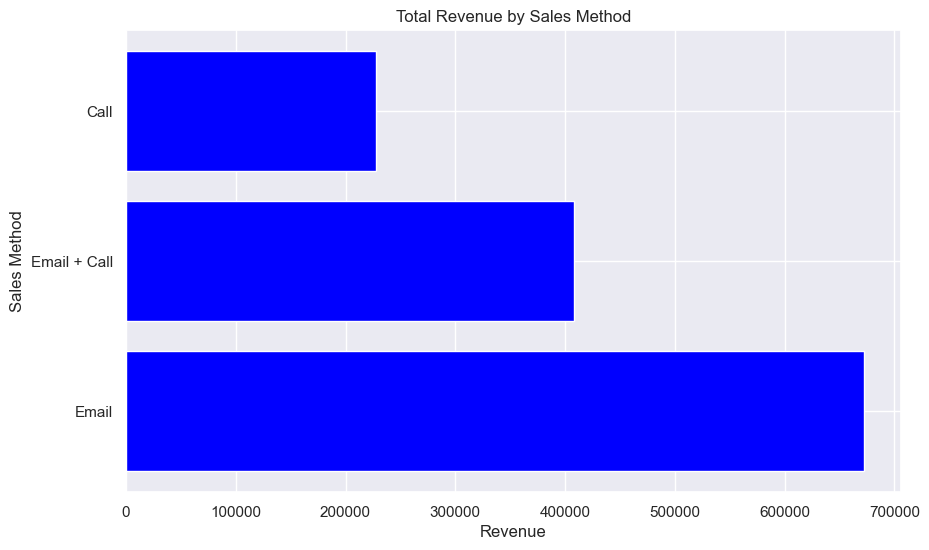 Total Revenue by Sales Method
Call
Email + Call
Email
Sales Method
0 100000 200000 300000 400000 500000 600000 700000
Revenue